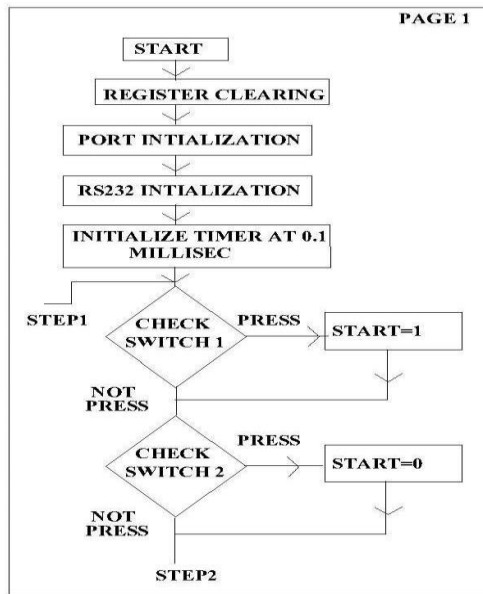 PAGE 1
START
REGISTER CLEARING
PORT INTIALIZATION
RS232 INTIALIZATION
INITIALIZE TIMER AT 0.1
MILLISEC
STEP1
CHECK
SWITCH 1
PRESS
START=1
NOT
PRESS
CHECK
SWITCH 2
PRESS
START=0
NOT
PRESS
STEP2